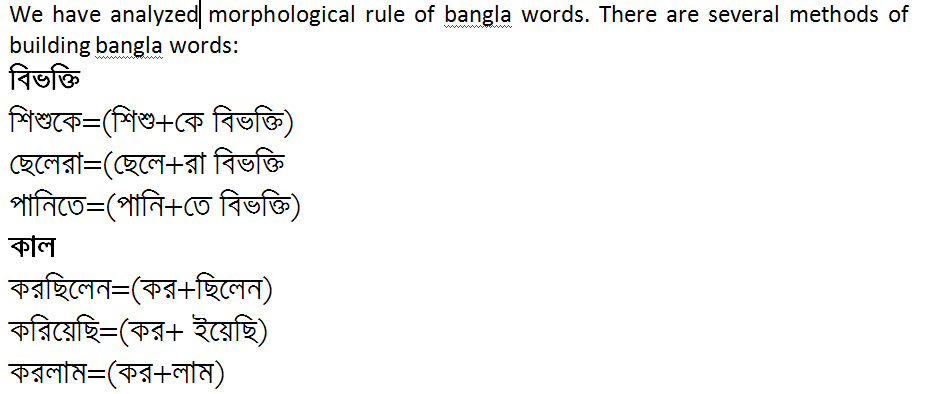 We have analyzed morphological rule of bangla words. There are several methods of
building bangla words:
বিভক্তি
শিশুকে=(শিশু+কে বিভক্তি)
ছেলেরা=(ছেলে+রা বিভক্তি
পানিতে=(পানি+তে বিভক্তি)
কাল
করছিলেন=(কর+ছিলেন)
করিয়েছি=(কর+ ইয়েছি)
করলাম=(কর+লাম)